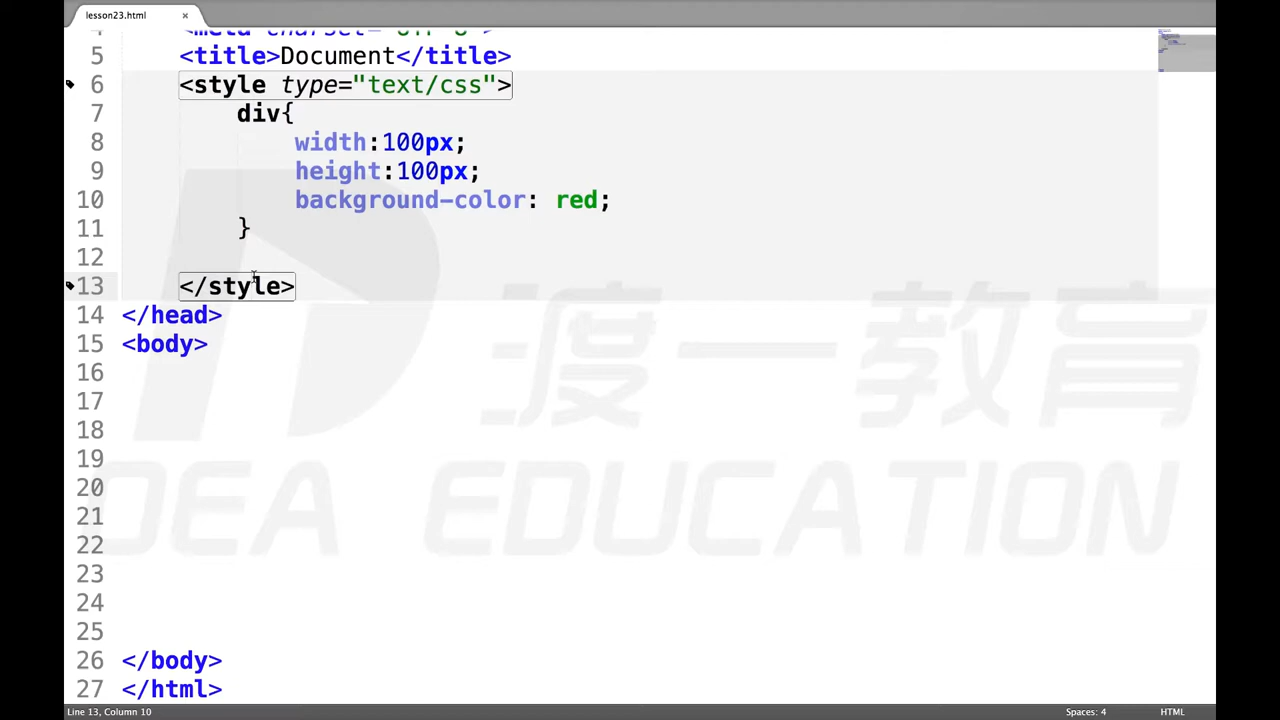 lesson23.html ×
5 <title>Document</title>
6 <style type="text/css">
7 div{
8 width:100px;
9 height:100px;
10 background-color: red;
11 }
12
13 </style>
14 </head>
15 <body>
16
17
18
19
20
21
22
23
24
25
26 </body>
27 </html>
渡一教育
DEA EDUCATION
Line 13, Column 10
Spaces: 4
HTML